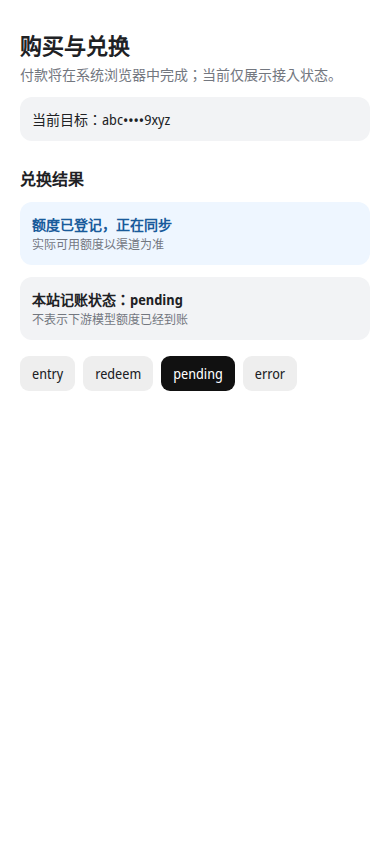 购买与兑换
付款将在系统浏览器中完成；当前仅展示接入状态。
当前目标：abc••••9xyz
兑换结果
额度已登记，正在同步
实际可用额度以渠道为准
本站记账状态：pending
不表示下游模型额度已经到账
entry redeem pending error